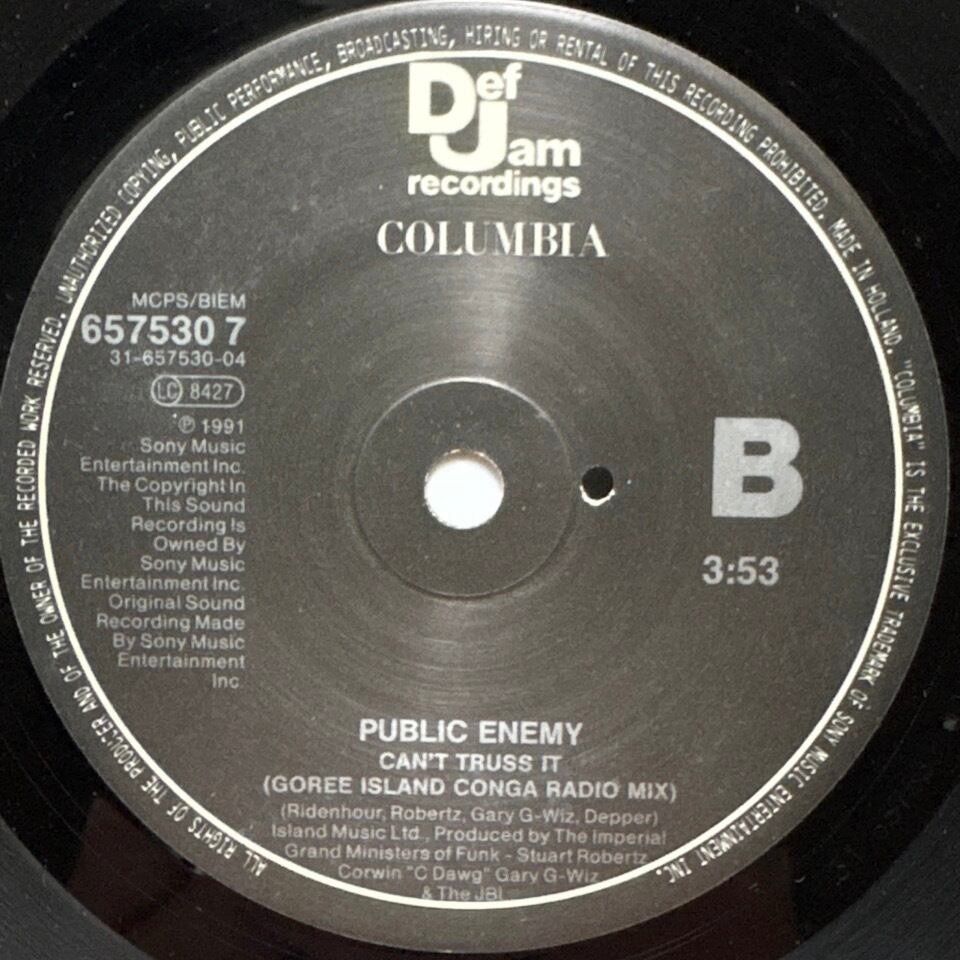 Def
Jam
recordings
COLUMBIA
MCPS/BIEM
657530 7
31-657530-04
LC 8427
℗ 1991
Sony Music
Entertainment Inc.
The Copyright In
This Sound
Recording Is
Owned By
Sony Music
Entertainment Inc.
Original Sound
Recording Made
By Sony Music
Entertainment
Inc.
B
3:53
PUBLIC ENEMY
CAN'T TRUSS IT
(GOREE ISLAND CONGA RADIO MIX)
(Ridenhour, Robertz, Gary G-Wiz, Depper)
Island Music Ltd., Produced by The Imperial
Grand Ministers of Funk - Stuart Robertz
Corwin "C Dawg" Gary G-Wiz
& The JBL
ALL RIGHTS OF THE PRODUCER AND OF THE OWNER OF THE RECORDED WORK RESERVED. UNAUTHORIZED COPYING, PUBLIC PERFORMANCE, BROADCASTING, HIRING OR RENTAL OF THIS RECORDING PROHIBITED. MADE IN HOLLAND. "COLUMBIA" IS THE EXCLUSIVE TRADEMARK OF SONY MUSIC ENTERTAINMENT INC.